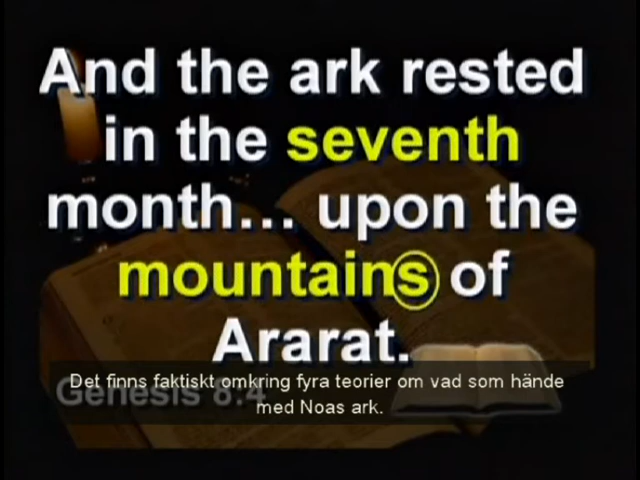 And the ark rested
in the seventh
month... upon the
mountains of
Ararat.
Genesis 8:4
Det finns faktiskt omkring fyra teorier om vad som hände
med Noas ark.